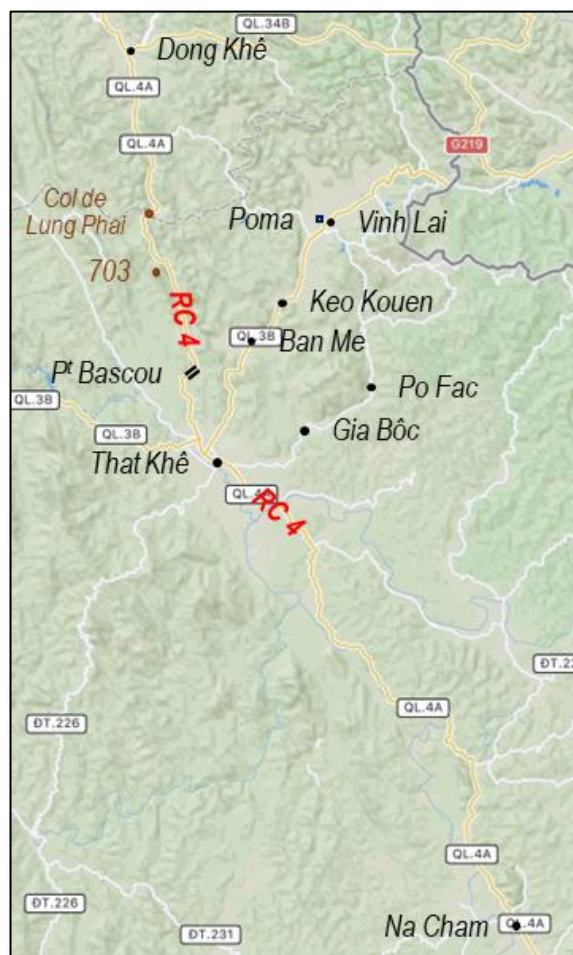 QL.34B
Dong Khê
QL.4A
QL.4A
G219
Col de
Lung Phai
Poma
Vinh Lai
703
RC 4
Keo Kouen
QL.3B
Ban Me
Pt Bascou
QL.3B
Po Fac
QL.3B
Gia Bôc
That Khê
QL.4A
RC 4
ĐT.22
QL.4A
ĐT.226
QL.4A
ĐT.226
Na Cham
QL.4A
ĐT.231